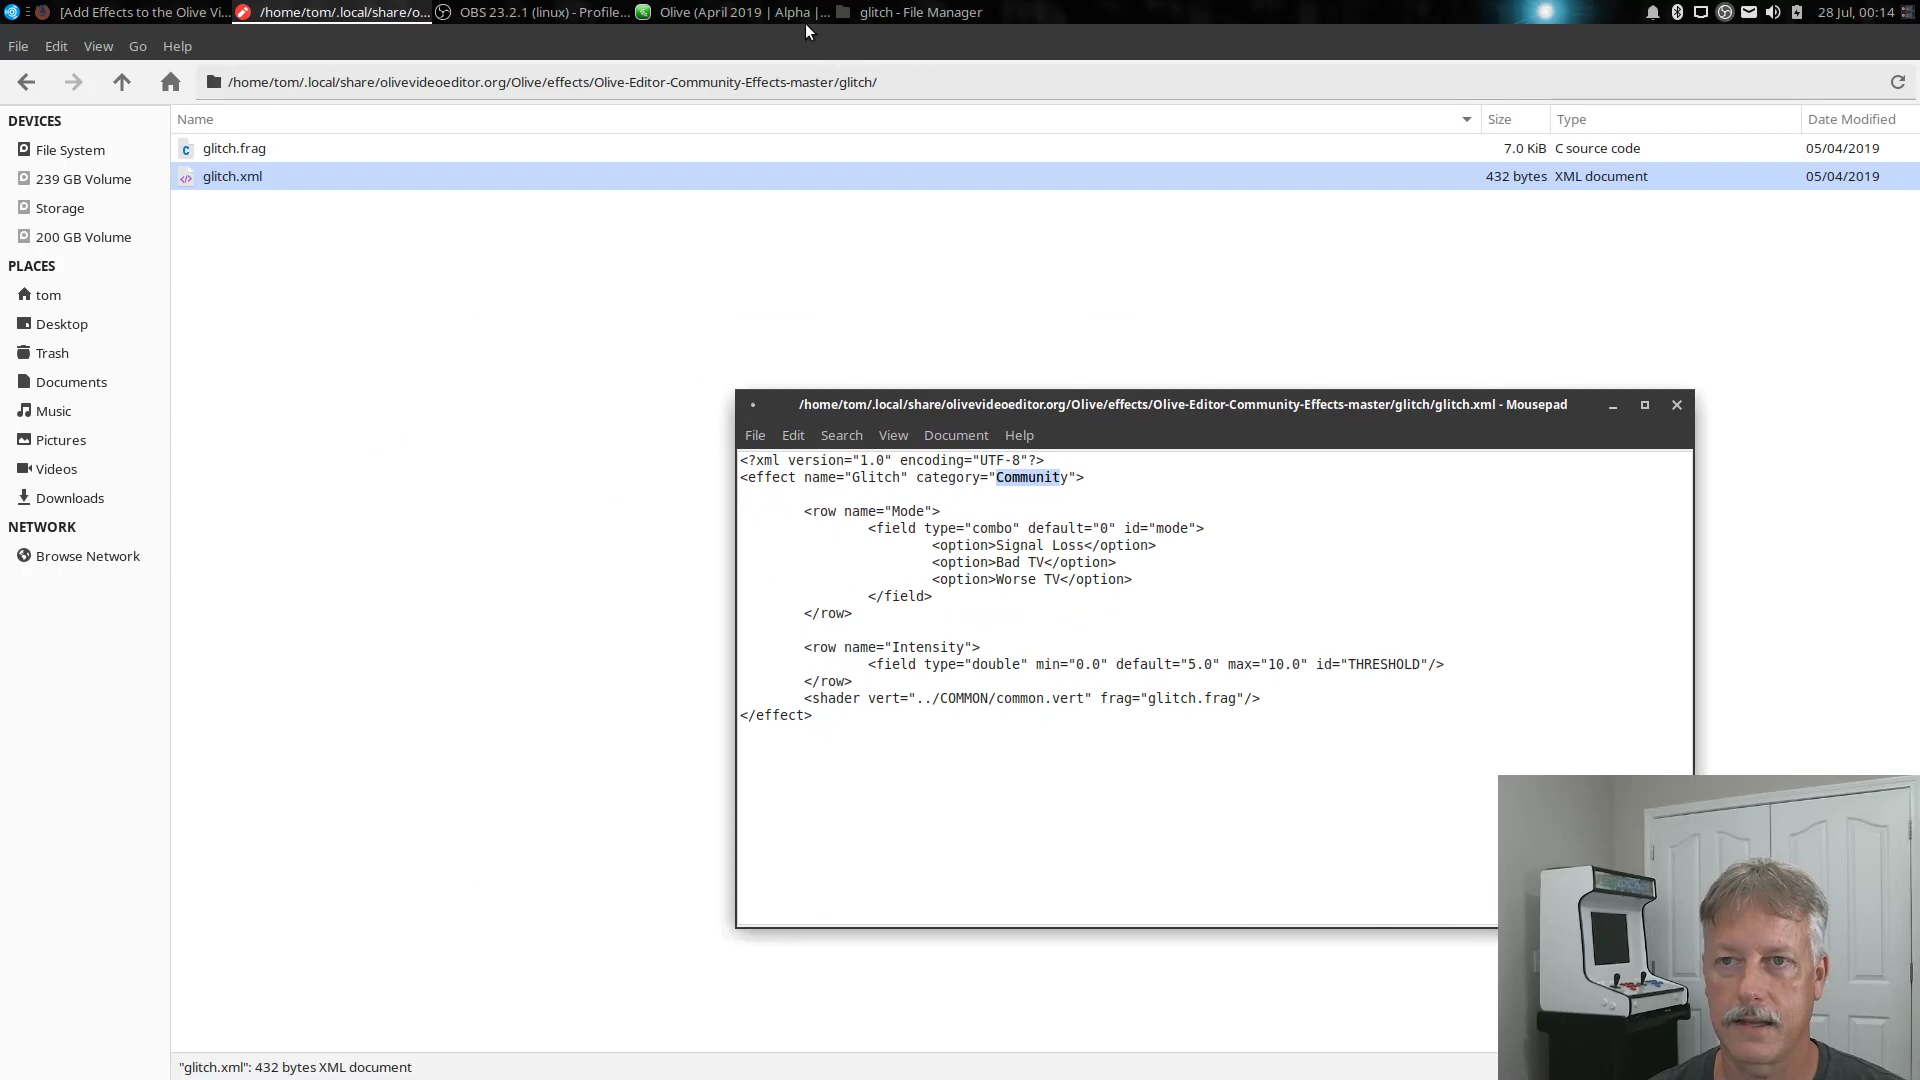 [Add Effects to the Olive Vi... /home/tom/.local/share/o... OBS 23.2.1 (linux) - Profile... Olive (April 2019 | Alpha |... glitch - File Manager 28 Jul, 00:14
File Edit View Go Help
/home/tom/.local/share/olivevideoeditor.org/Olive/effects/Olive-Editor-Community-Effects-master/glitch/
DEVICES
File System
239 GB Volume
Storage
200 GB Volume
PLACES
tom
Desktop
Trash
Documents
Music
Pictures
Videos
Downloads
NETWORK
Browse Network
Name Size Type Date Modified
glitch.frag 7.0 KiB C source code 05/04/2019
glitch.xml 432 bytes XML document 05/04/2019
/home/tom/.local/share/olivevideoeditor.org/Olive/effects/Olive-Editor-Community-Effects-master/glitch/glitch.xml - Mousepad
File Edit Search View Document Help
<?xml version="1.0" encoding="UTF-8"?>
<effect name="Glitch" category="Community">
<row name="Mode">
<field type="combo" default="0" id="mode">
<option>Signal Loss</option>
<option>Bad TV</option>
<option>Worse TV</option>
</field>
</row>
<row name="Intensity">
<field type="double" min="0.0" default="5.0" max="10.0" id="THRESHOLD"/>
</row>
<shader vert="../COMMON/common.vert" frag="glitch.frag"/>
</effect>
"glitch.xml": 432 bytes XML document